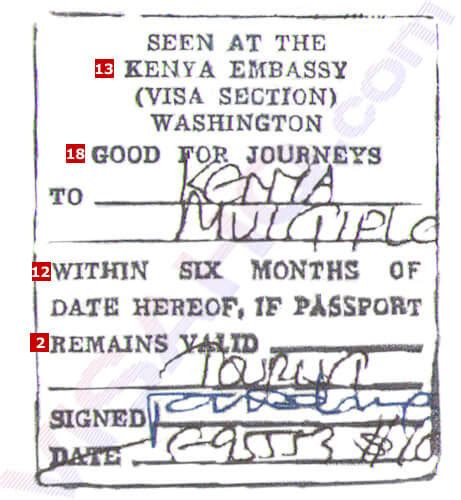 SEEN AT THE
13 KENYA EMBASSY
(VISA SECTION)
WASHINGTON
18 GOOD FOR JOURNEYS
TO KENYA
MULTIPLE
12 WITHIN SIX MONTHS OF
DATE HEREOF, IF PASSPORT
2 REMAINS VALID
TOURIST
SIGNED
DATE